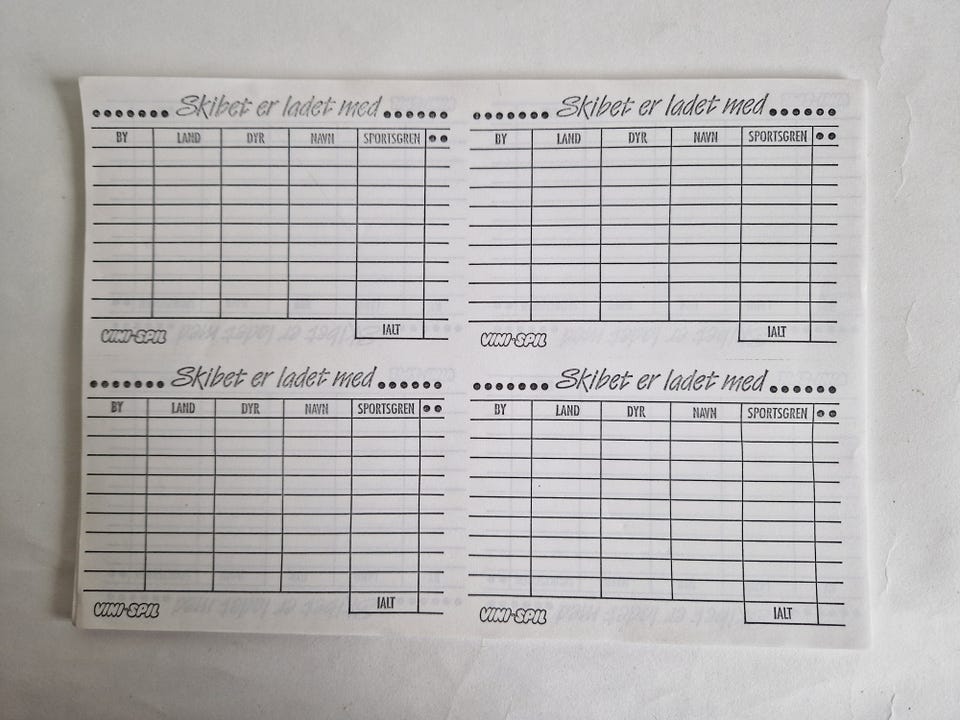 Skibet er ladet med
BY LAND DYR NAVN SPORTSGREN
IALT
VINI-SPIL
Skibet er ladet med
BY LAND DYR NAVN SPORTSGREN
IALT
VINI-SPIL
Skibet er ladet med
BY LAND DYR NAVN SPORTSGREN
IALT
VINI-SPIL
Skibet er ladet med
BY LAND DYR NAVN SPORTSGREN
IALT
VINI-SPIL